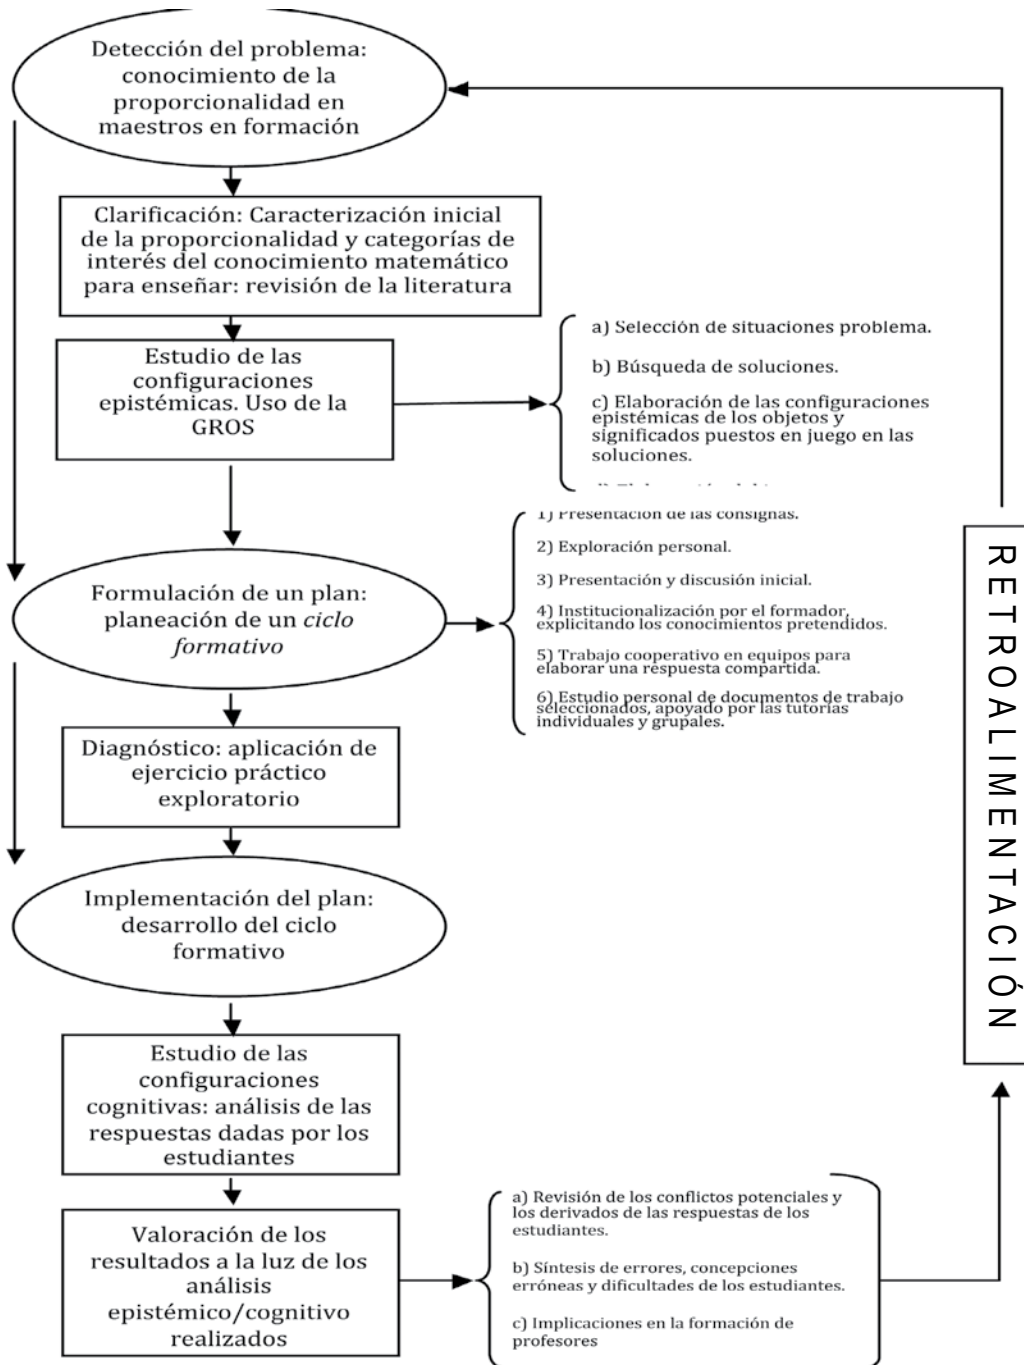 Detección del problema:
conocimiento de la
proporcionalidad en
maestros en formación
Clarificación: Caracterización inicial
de la proporcionalidad y categorías de
interés del conocimiento matemático
para enseñar: revisión de la literatura
Estudio de las
configuraciones
epistémicas. Uso de la
GROS
a) Selección de situaciones problema.
b) Búsqueda de soluciones.
c) Elaboración de las configuraciones
epistémicas de los objetos y
significados puestos en juego en las
soluciones.
Formulación de un plan:
planeación de un ciclo
formativo
1) Presentación de las consignas.
2) Exploración personal.
3) Presentación y discusión inicial.
4) Institucionalización por el formador,
explicitando los conocimientos pretendidos.
5) Trabajo cooperativo en equipos para
elaborar una respuesta compartida.
6) Estudio personal de documentos de trabajo
seleccionados, apoyado por las tutorías
individuales y grupales.
Diagnóstico: aplicación de
ejercicio práctico
exploratorio
Implementación del plan:
desarrollo del ciclo
formativo
Estudio de las
configuraciones
cognitivas: análisis de las
respuestas dadas por los
estudiantes
Valoración de los
resultados a la luz de los
análisis
epistémico/cognitivo
realizados
a) Revisión de los conflictos potenciales y
los derivados de las respuestas de los
estudiantes.
b) Síntesis de errores, concepciones
erróneas y dificultades de los estudiantes.
c) Implicaciones en la formación de
profesores
RETROALIMENTACIÓN